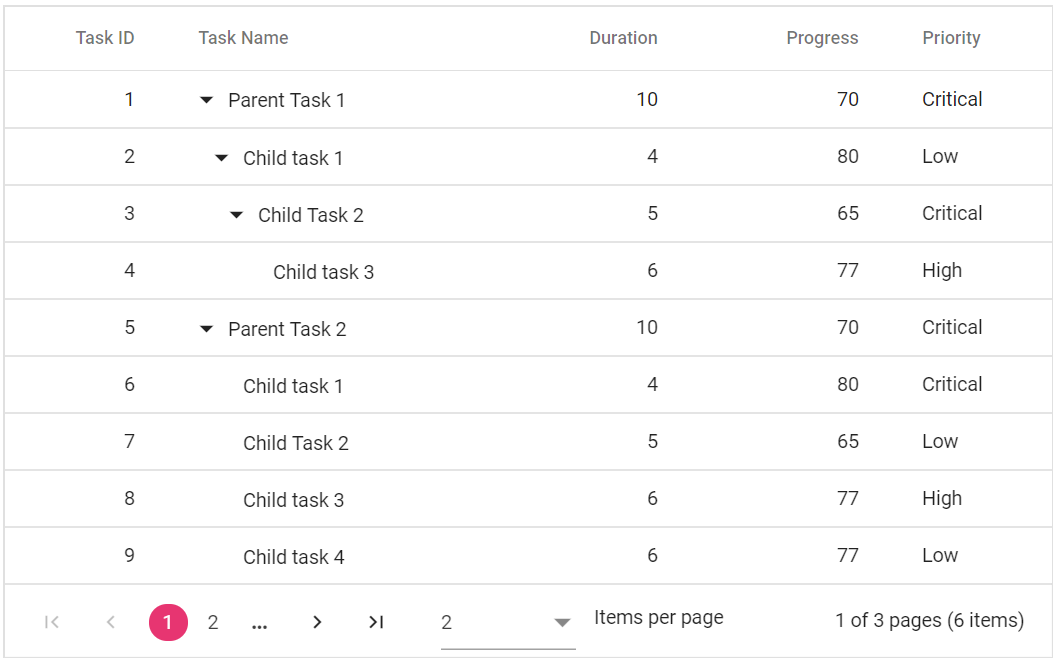 Task ID Task Name Duration Progress Priority
1 Parent Task 1 10 70 Critical
2 Child task 1 4 80 Low
3 Child Task 2 5 65 Critical
4 Child task 3 6 77 High
5 Parent Task 2 10 70 Critical
6 Child task 1 4 80 Critical
7 Child Task 2 5 65 Low
8 Child task 3 6 77 High
9 Child task 4 6 77 Low
1 2 ... 2 Items per page 1 of 3 pages (6 items)